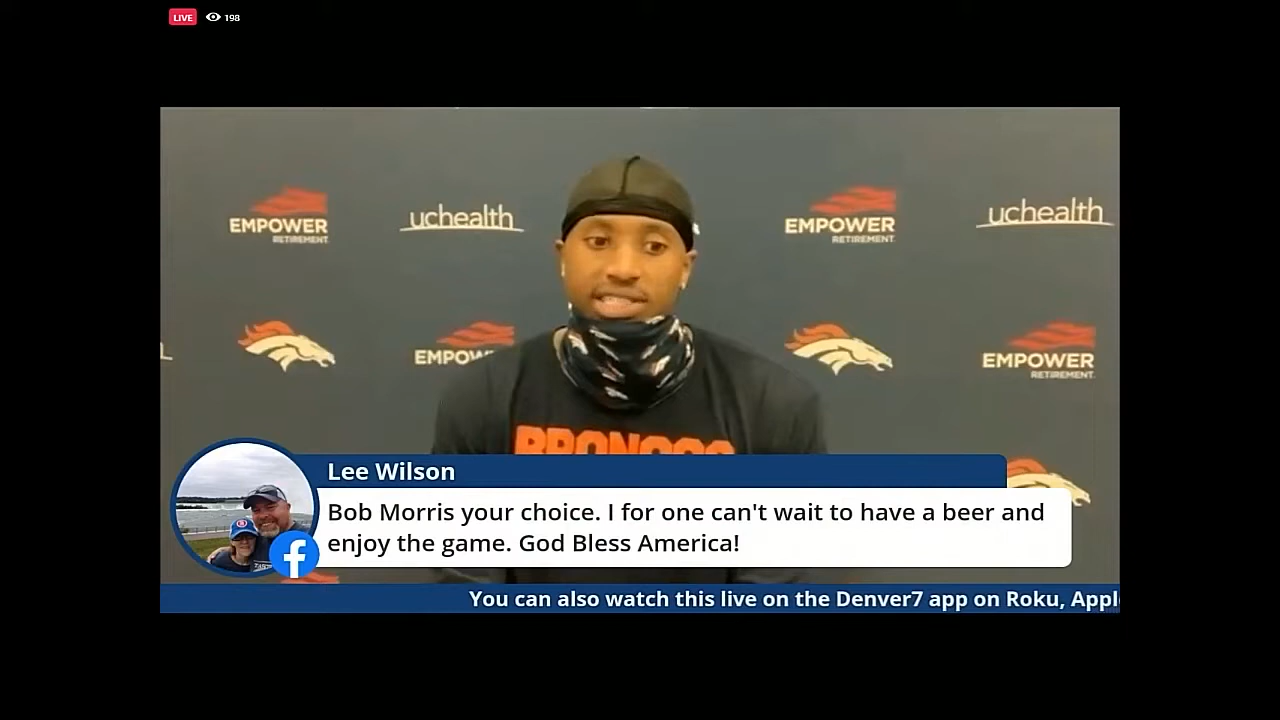 LIVE
198
EMPOWER
RETIREMENT
uchealth
EMPOWER
RETIREMENT
uchealth
EMPOW
EMPOWER
RETIREMENT
BRONCOS
Lee Wilson
Bob Morris your choice. I for one can't wait to have a beer and
enjoy the game. God Bless America!
You can also watch this live on the Denver7 app on Roku, Appl